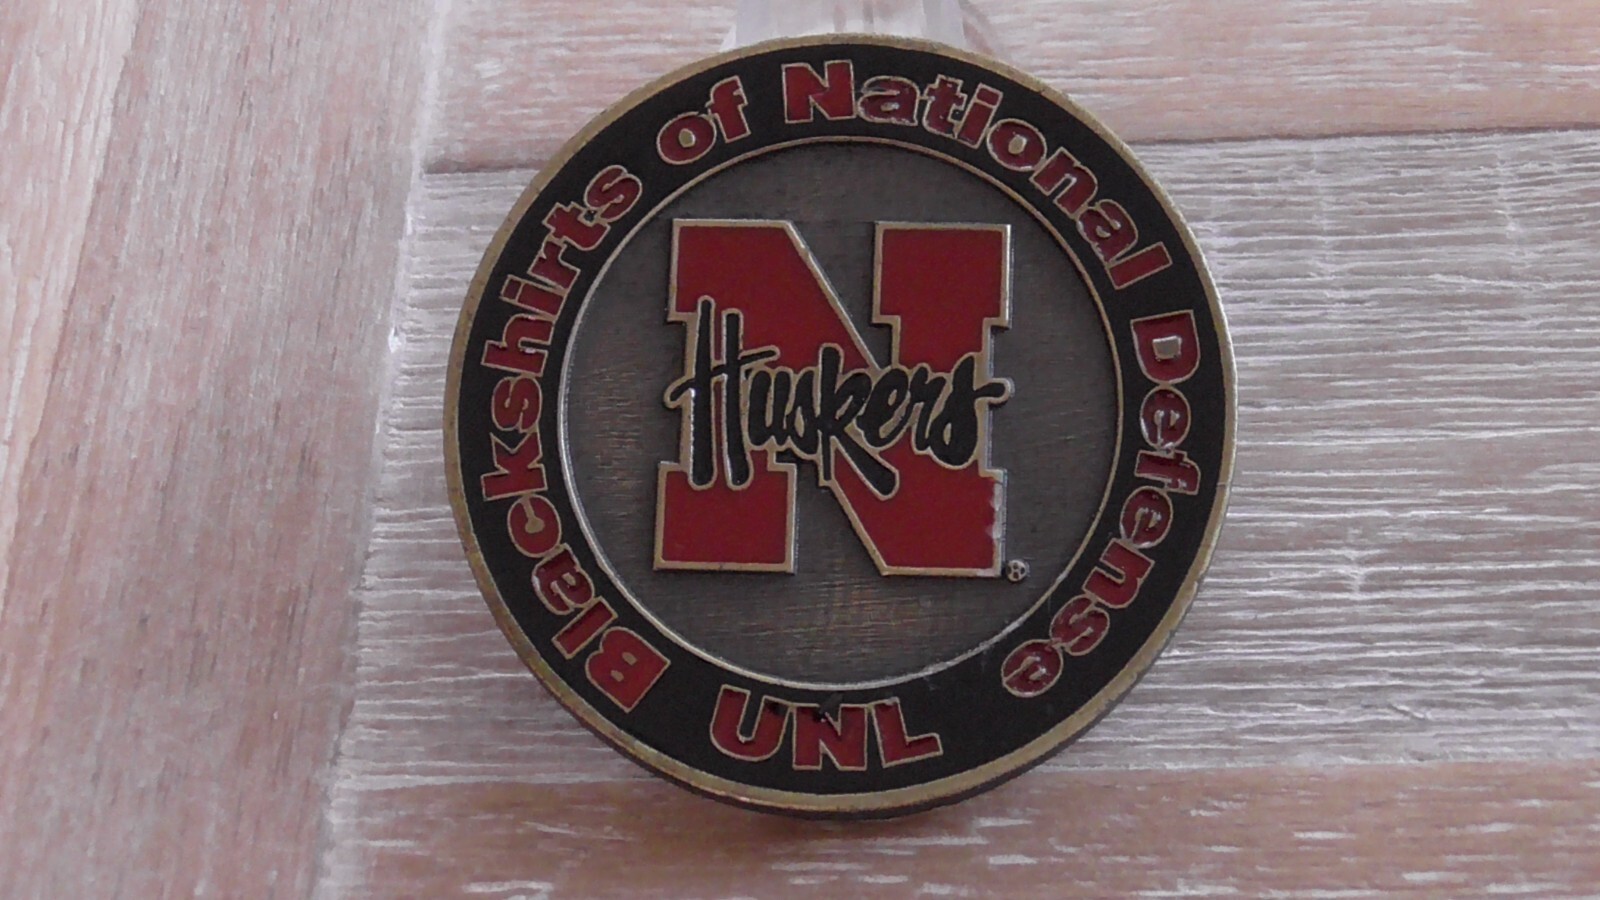 Blackshirts of National Defense
N
Huskers
®
UNL